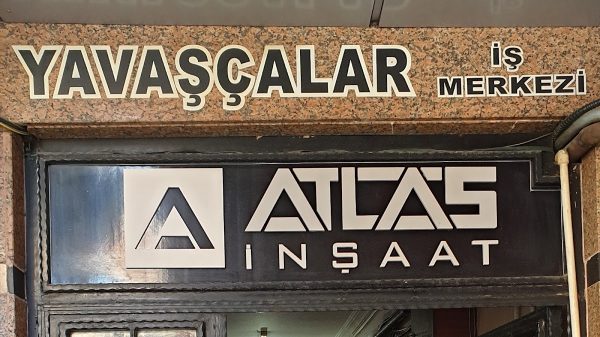 YAVAŞÇALAR İŞ MERKEZİ
A ATLAS
İNŞAAT